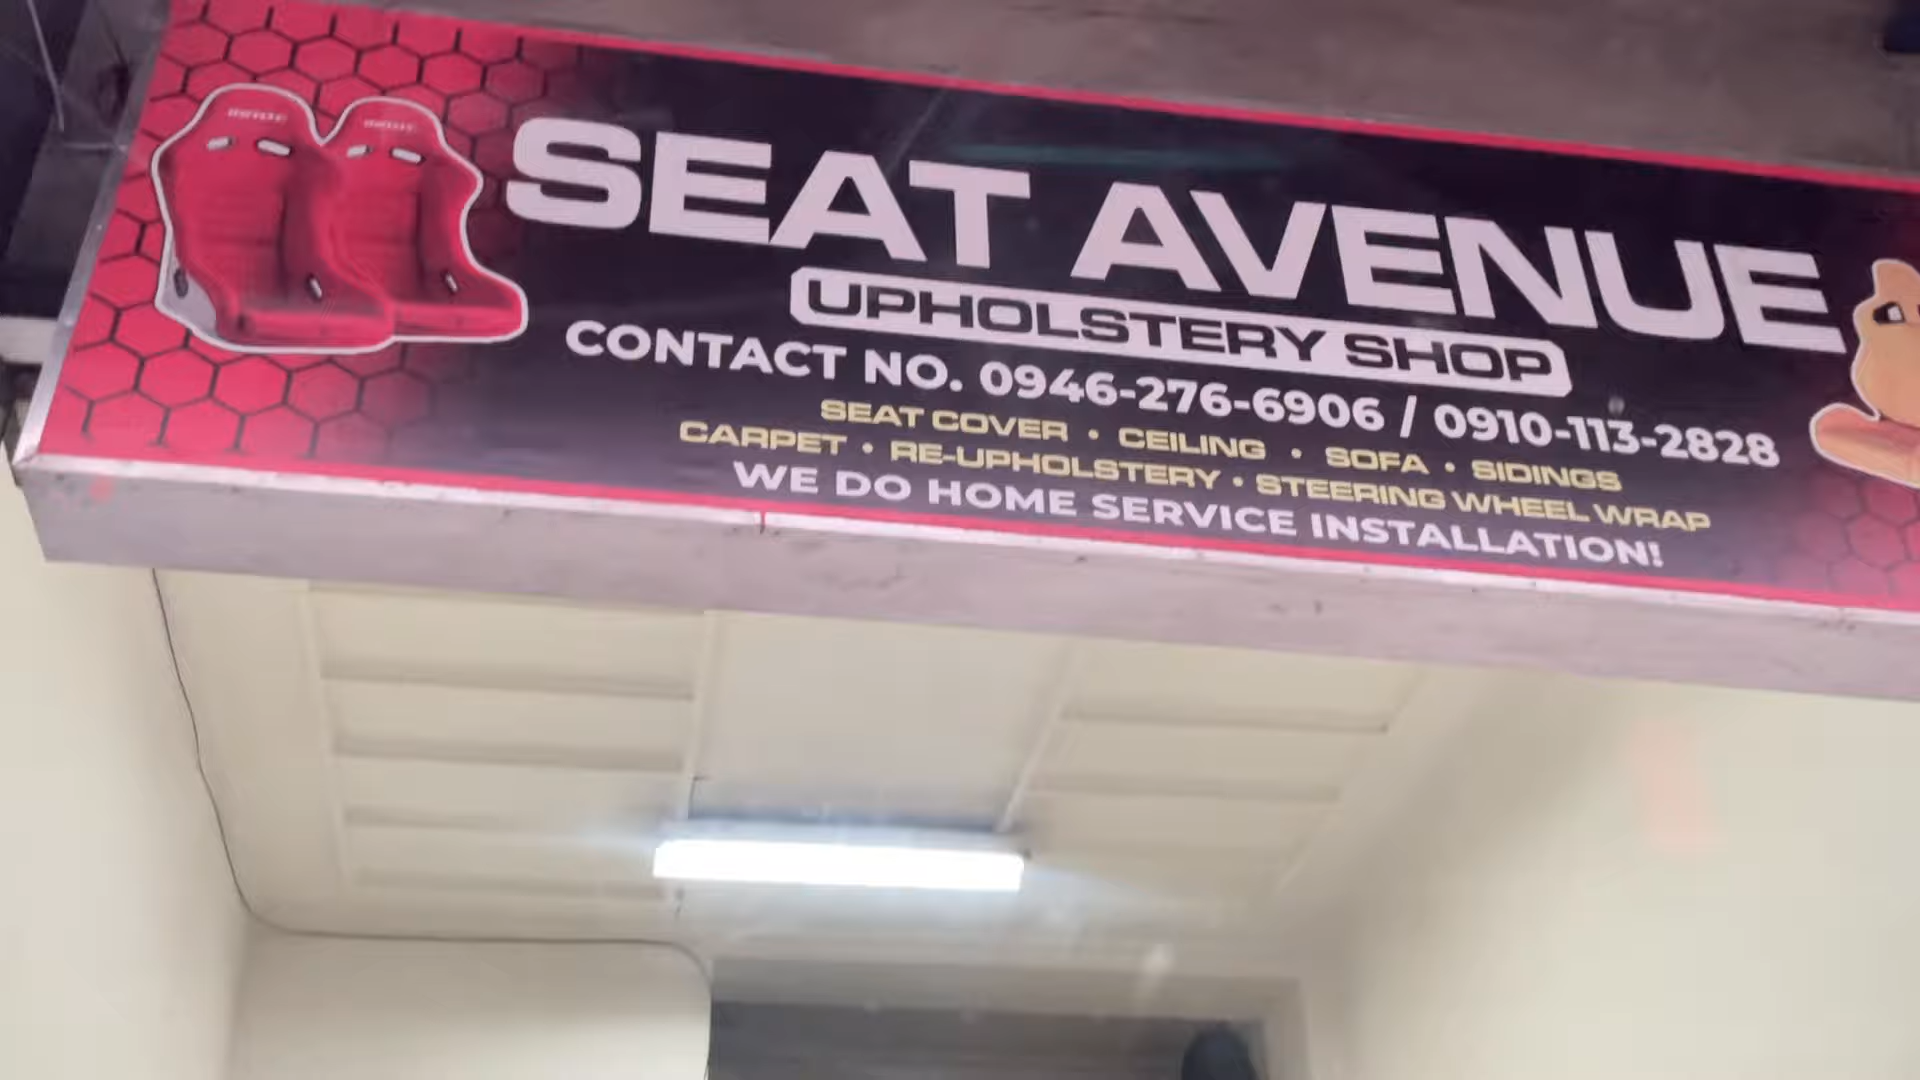 SEAT AVENUE
UPHOLSTERY SHOP
CONTACT NO. 0946-276-6906 / 0910-113-2828
SEAT COVER • CEILING • SOFA • SIDINGS
CARPET • RE-UPHOLSTERY • STEERING WHEEL WRAP
WE DO HOME SERVICE INSTALLATION!